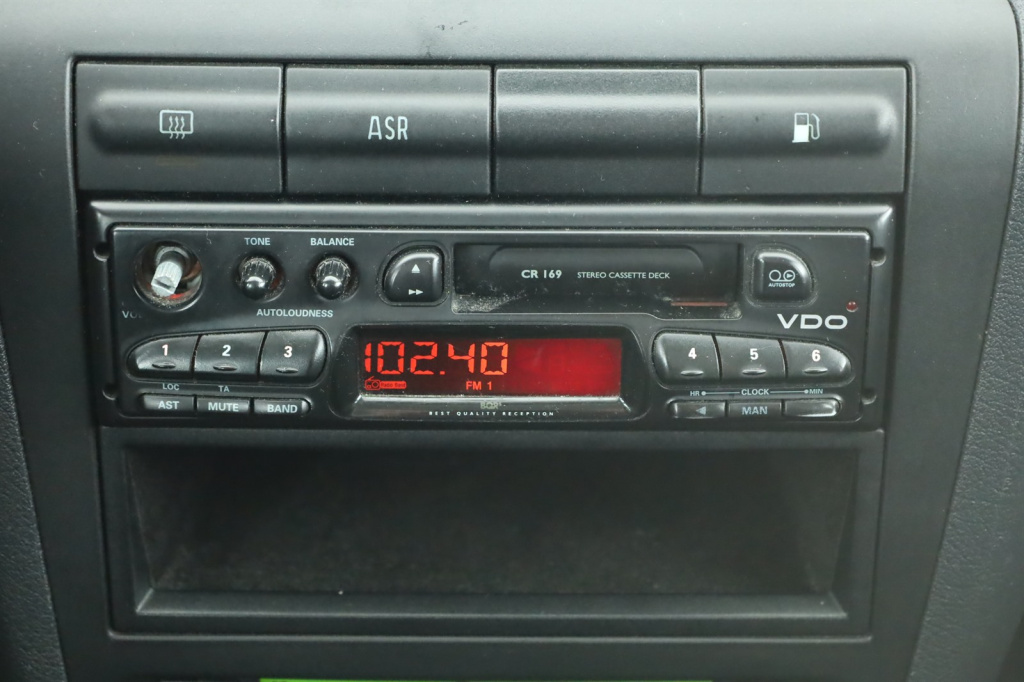 ASR
TONE BALANCE
CR 169 STEREO CASSETTE DECK
AUTOSTOP
AUTOLOUDNESS
VDO
1 2 3
102.40
4 5 6
FM 1
LOC TA
HR CLOCK MIN
AST MUTE BAND
MAN
BEST QUALITY RECEPTION